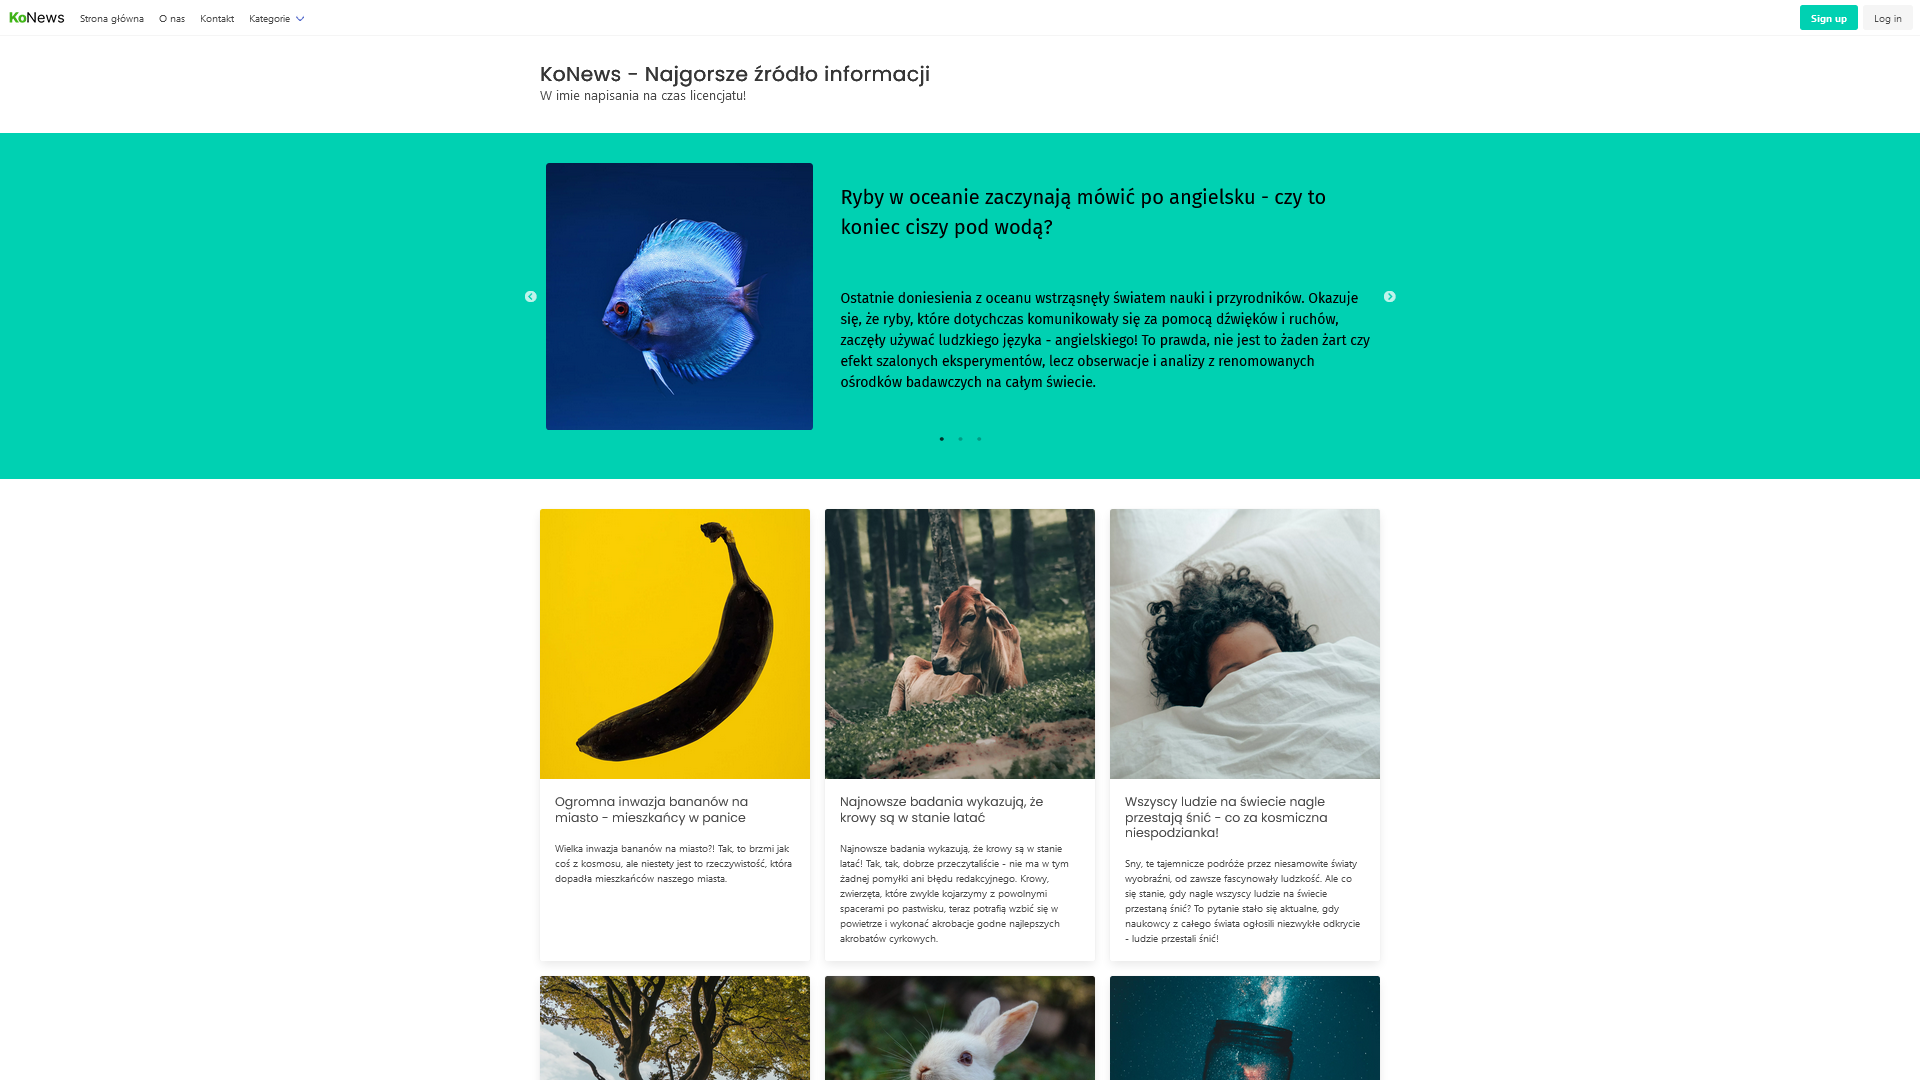 KoNews Strona główna O nas Kontakt Kategorie Sign up Log in
KoNews - Najgorsze źródło informacji
W imie napisania na czas licencjatu!
Ryby w oceanie zaczynają mówić po angielsku - czy to
koniec ciszy pod wodą?
Ostatnie doniesienia z oceanu wstrząsnęły światem nauki i przyrodników. Okazuje
się, że ryby, które dotychczas komunikowały się za pomocą dźwięków i ruchów,
zaczęły używać ludzkiego języka - angielskiego! To prawda, nie jest to żaden żart czy
efekt szalonych eksperymentów, lecz obserwacje i analizy z renomowanych
ośrodków badawczych na całym świecie.
Ogromna inwazja bananów na
miasto - mieszkańcy w panice
Wielka inwazja bananów na miasto?! Tak, to brzmi jak
coś z kosmosu, ale niestety jest to rzeczywistość, która
dopadła mieszkańców naszego miasta.
Najnowsze badania wykazują, że
krowy są w stanie latać
Najnowsze badania wykazują, że krowy są w stanie
latać! Tak, tak, dobrze przeczytaliście - nie ma w tym
żadnej pomyłki ani błędu redakcyjnego. Krowy,
zwierzęta, które zwykle kojarzymy z powolnymi
spacerami po pastwisku, teraz potrafią wzbić się w
powietrze i wykonać akrobacje godne najlepszych
akrobatów cyrkowych.
Wszyscy ludzie na świecie nagle
przestają śnić - co za kosmiczna
niespodzianka!
Sny, te tajemnicze podróże przez niesamowite światy
wyobraźni, od zawsze fascynowały ludzkość. Ale co
się stanie, gdy nagle wszyscy ludzie na świecie
przestaną śnić? To pytanie stało się aktualne, gdy
naukowcy z całego świata ogłosili niezwykłe odkrycie
- ludzie przestali śnić!